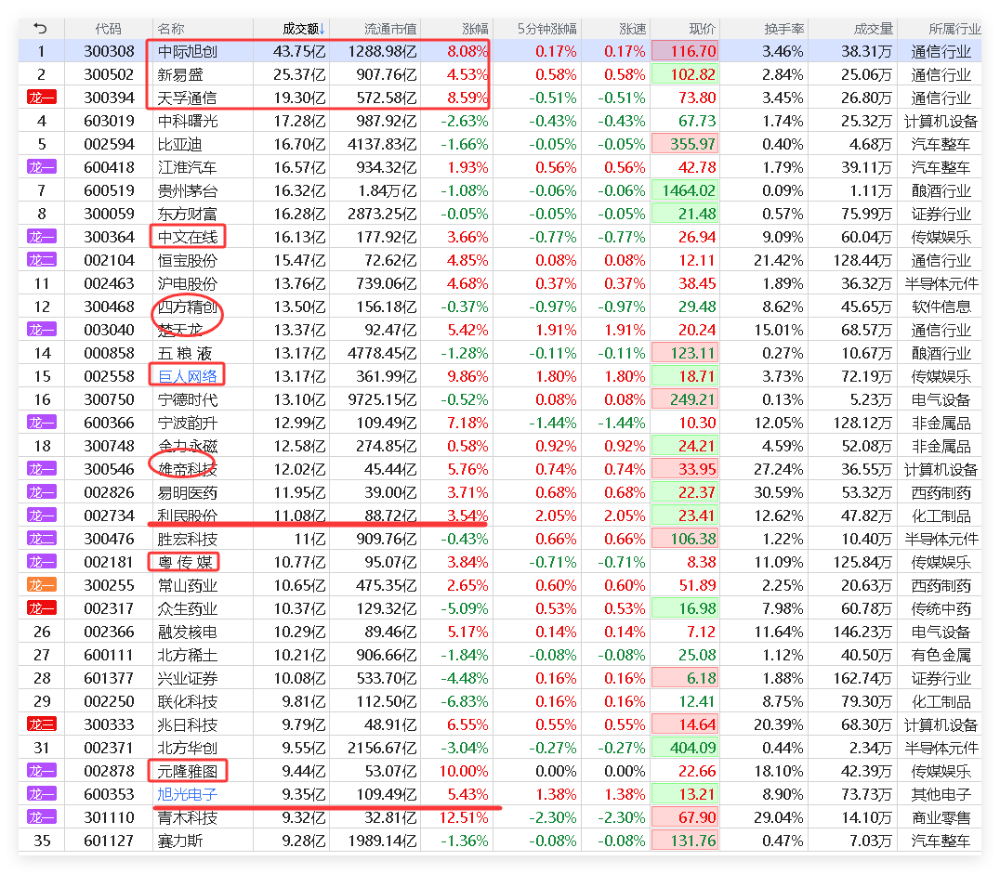 代码 名称 成交额↓ 流通市值 涨幅 5分钟涨幅 涨速 现价 换手率 成交量 所属行业
1 300308 中际旭创 43.75亿 1288.98亿 8.08% 0.17% 0.17% 116.70 3.46% 38.31万 通信行业
2 300502 新易盛 25.37亿 907.76亿 4.53% 0.58% 0.58% 102.82 2.84% 25.06万 通信行业
龙一 300394 天孚通信 19.30亿 572.58亿 8.59% -0.51% -0.51% 73.80 3.45% 26.80万 通信行业
4 603019 中科曙光 17.28亿 987.92亿 -2.63% -0.43% -0.43% 67.73 1.74% 25.32万 计算机设备
5 002594 比亚迪 16.70亿 4137.83亿 -1.66% -0.05% -0.05% 355.97 0.40% 4.68万 汽车整车
龙一 600418 江淮汽车 16.57亿 934.32亿 1.93% 0.56% 0.56% 42.78 1.79% 39.11万 汽车整车
7 600519 贵州茅台 16.32亿 1.84万亿 -1.08% -0.06% -0.06% 1464.02 0.09% 1.11万 酿酒行业
8 300059 东方财富 16.28亿 2873.25亿 -0.05% -0.05% -0.05% 21.48 0.57% 75.99万 证券行业
龙一 300364 中文在线 16.13亿 177.92亿 3.66% -0.77% -0.77% 26.94 9.09% 60.04万 传媒娱乐
龙二 002104 恒宝股份 15.47亿 72.62亿 4.85% 0.08% 0.08% 12.11 21.42% 128.44万 通信行业
11 002463 沪电股份 13.76亿 739.06亿 4.68% 0.37% 0.37% 38.45 1.89% 36.32万 半导体元件
12 300468 四方精创 13.50亿 156.18亿 -0.37% -0.97% -0.97% 29.48 8.62% 45.65万 软件信息
龙一 003040 楚天龙 13.37亿 92.47亿 5.42% 1.91% 1.91% 20.24 15.01% 68.57万 通信行业
14 000858 五 粮 液 13.17亿 4778.45亿 -1.28% -0.11% -0.11% 123.11 0.27% 10.67万 酿酒行业
15 002558 巨人网络 13.17亿 361.99亿 9.86% 1.80% 1.80% 18.71 3.73% 72.19万 传媒娱乐
16 300750 宁德时代 13.10亿 9725.15亿 -0.52% 0.08% 0.08% 249.21 0.13% 5.23万 电气设备
龙一 600366 宁波韵升 12.99亿 109.49亿 7.18% -1.44% -1.44% 10.30 12.05% 128.12万 非金属品
18 300748 金力永磁 12.58亿 274.85亿 0.58% 0.92% 0.92% 24.21 4.59% 52.08万 非金属品
龙一 300546 雄帝科技 12.02亿 45.44亿 5.76% 0.74% 0.74% 33.95 27.24% 36.55万 计算机设备
龙一 002826 易明医药 11.95亿 39.00亿 3.71% 0.68% 0.68% 22.37 30.59% 53.32万 西药制药
龙一 002734 利民股份 11.08亿 88.72亿 3.54% 2.05% 2.05% 23.41 12.62% 47.82万 化工制品
龙二 300476 胜宏科技 11亿 909.76亿 -0.43% 0.66% 0.66% 106.38 1.22% 10.40万 半导体元件
龙一 002181 粤 传 媒 10.77亿 95.07亿 3.84% -0.71% -0.71% 8.38 11.09% 125.84万 传媒娱乐
龙一 300255 常山药业 10.65亿 475.35亿 2.65% 0.60% 0.60% 51.89 2.25% 20.63万 西药制药
龙一 002317 众生药业 10.37亿 129.32亿 -5.09% 0.53% 0.53% 16.98 7.98% 60.78万 传统中药
26 002366 融发核电 10.29亿 89.46亿 5.17% 0.14% 0.14% 7.12 11.64% 146.23万 电气设备
27 600111 北方稀土 10.21亿 906.66亿 -1.84% -0.08% -0.08% 25.08 1.12% 40.50万 有色金属
28 601377 兴业证券 10.08亿 533.70亿 -4.48% 0.16% 0.16% 6.18 1.88% 162.74万 证券行业
29 002250 联化科技 9.81亿 112.50亿 -6.83% 0.16% 0.16% 12.41 8.75% 79.30万 化工制品
龙三 300333 兆日科技 9.79亿 48.91亿 6.55% 0.55% 0.55% 14.64 20.39% 68.30万 计算机设备
31 002371 北方华创 9.55亿 2156.67亿 -3.04% -0.27% -0.27% 404.09 0.44% 2.34万 半导体元件
龙一 002878 元隆雅图 9.44亿 53.07亿 10.00% 0.00% 0.00% 22.66 18.10% 42.39万 传媒娱乐
龙一 600353 旭光电子 9.35亿 109.49亿 5.43% 1.38% 1.38% 13.21 8.90% 73.73万 其他电子
龙一 301110 青木科技 9.32亿 32.81亿 12.51% -2.30% -2.30% 67.90 29.04% 14.10万 商业零售
35 601127 赛力斯 9.28亿 1989.14亿 -1.36% -0.08% -0.08% 131.76 0.47% 7.03万 汽车整车